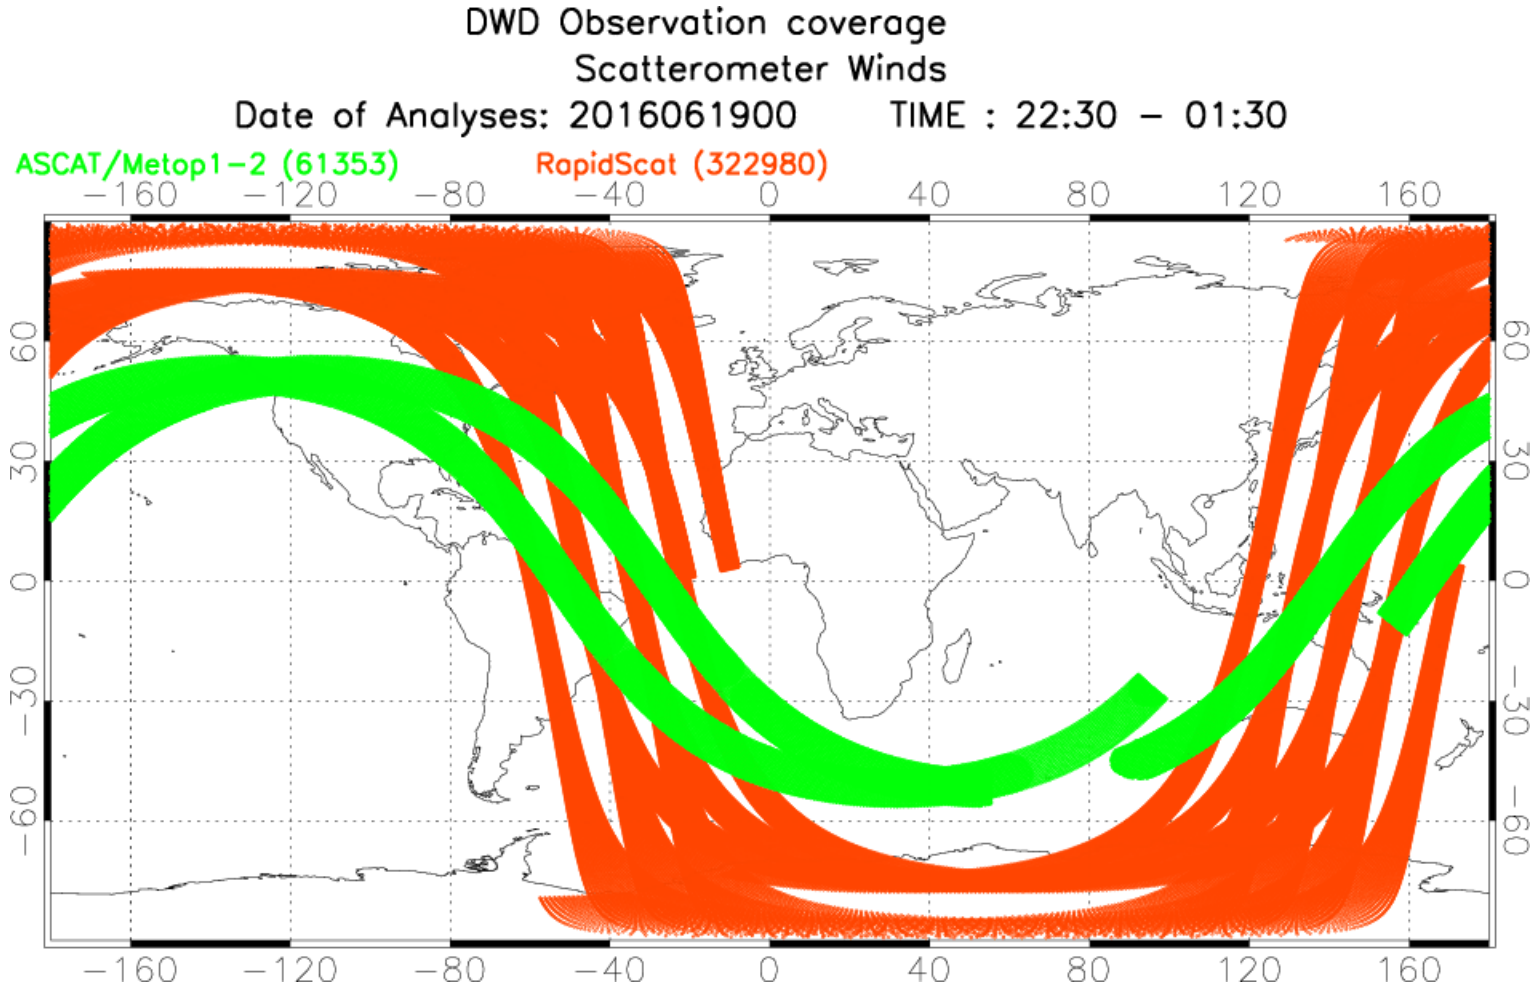 DWD Observation coverage
Scatterometer Winds
Date of Analyses: 2016061900 TIME : 22:30 – 01:30
ASCAT/Metop1–2 (61353) RapidScat (322980)
−160 −120 −80 −40 0 40 80 120 160
60 60
30 30
0 0
−30 −30
−60 −60
−160 −120 −80 −40 0 40 80 120 160